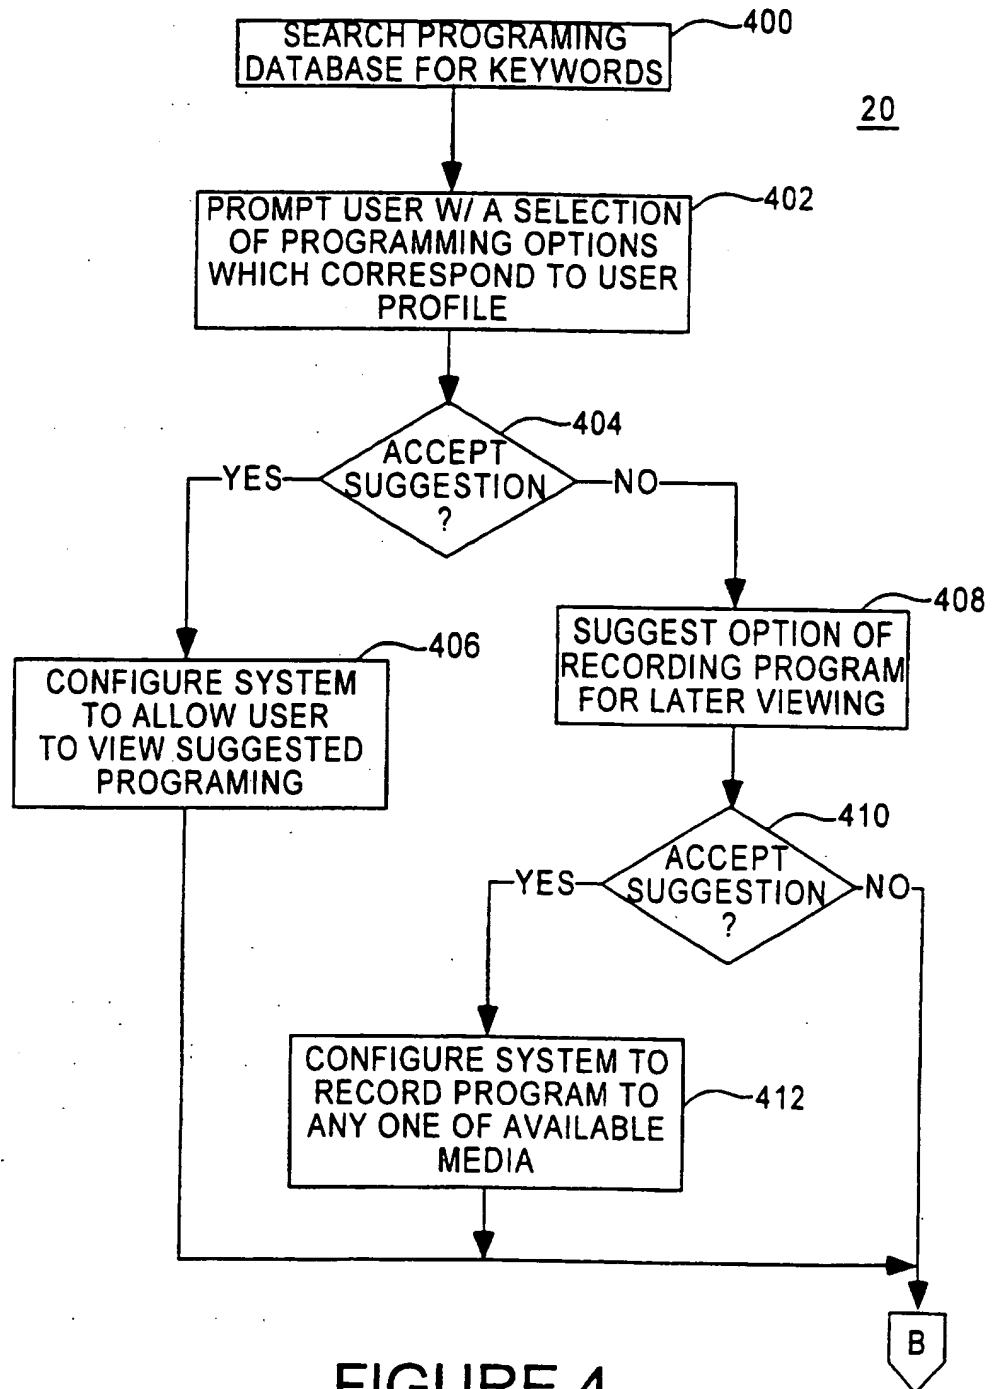 SEARCH PROGRAMING
DATABASE FOR KEYWORDS
400
20
PROMPT USER W/ A SELECTION
OF PROGRAMMING OPTIONS
WHICH CORRESPOND TO USER
PROFILE
402
ACCEPT
SUGGESTION
?
404
YES
NO
CONFIGURE SYSTEM
TO ALLOW USER
TO VIEW SUGGESTED
PROGRAMING
406
SUGGEST OPTION OF
RECORDING PROGRAM
FOR LATER VIEWING
408
ACCEPT
SUGGESTION
?
410
YES
NO
CONFIGURE SYSTEM TO
RECORD PROGRAM TO
ANY ONE OF AVAILABLE
MEDIA
412
B
FIGURE 4